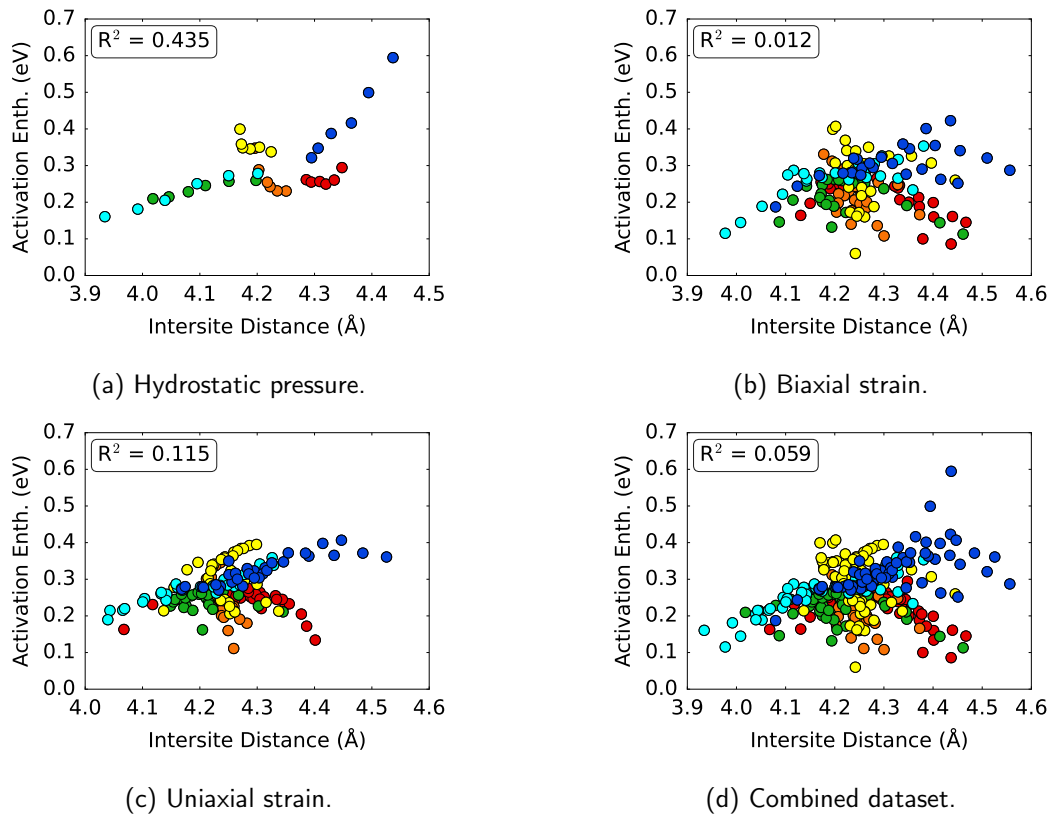 R² = 0.435
Activation Enth. (eV)
0.7
0.6
0.5
0.4
0.3
0.2
0.1
0.0
3.9 4.0 4.1 4.2 4.3 4.4 4.5
Intersite Distance (Å)
(a) Hydrostatic pressure.
R² = 0.012
Activation Enth. (eV)
0.7
0.6
0.5
0.4
0.3
0.2
0.1
0.0
3.9 4.0 4.1 4.2 4.3 4.4 4.5 4.6
Intersite Distance (Å)
(b) Biaxial strain.
R² = 0.115
Activation Enth. (eV)
0.7
0.6
0.5
0.4
0.3
0.2
0.1
0.0
4.0 4.1 4.2 4.3 4.4 4.5 4.6
Intersite Distance (Å)
(c) Uniaxial strain.
R² = 0.059
Activation Enth. (eV)
0.7
0.6
0.5
0.4
0.3
0.2
0.1
0.0
3.9 4.0 4.1 4.2 4.3 4.4 4.5 4.6
Intersite Distance (Å)
(d) Combined dataset.